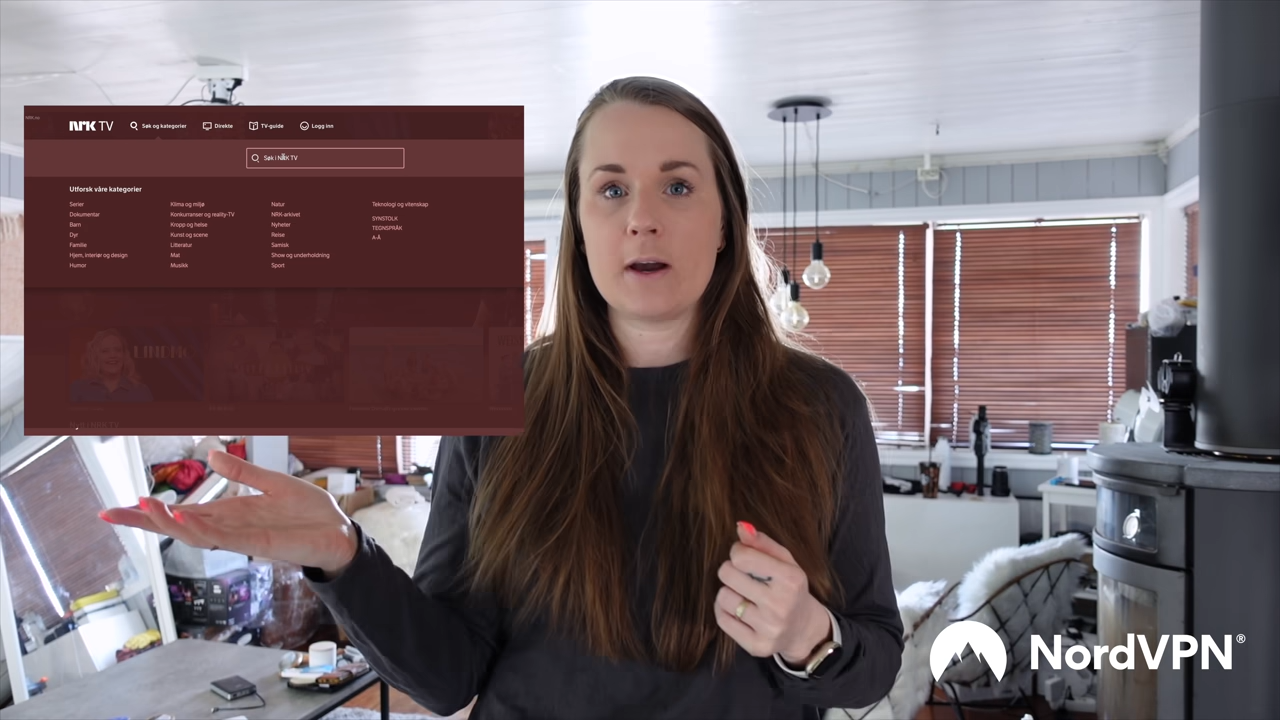 NRK.no
NRK TV
Søk og kategorier
Direkte
TV-guide
Logg inn
Søk i NRK TV
Utforsk våre kategorier
Serier
Dokumentar
Barn
Dyr
Familie
Hjem, interiør og design
Humor
Klima og miljø
Konkurranser og reality-TV
Kropp og helse
Kunst og scene
Litteratur
Mat
Musikk
Natur
NRK-arkivet
Nyheter
Reise
Samisk
Show og underholdning
Sport
Teknologi og vitenskap
SYNSTOLK
TEGNSPRÅK
A-Å
NordVPN®